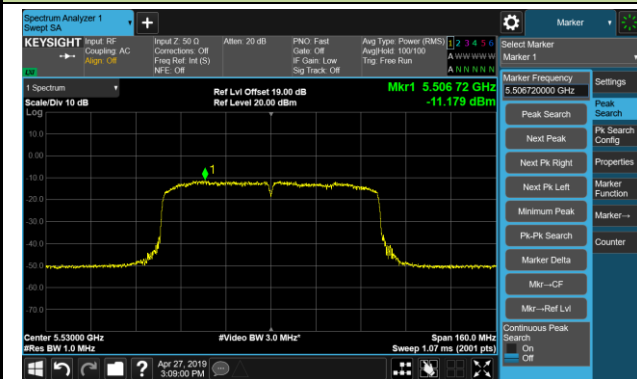 Spectrum Analyzer 1
Swept SA
Marker
KEYSIGHT
Input: RF
Coupling: AC
Align: Off
Input Z: 50 Ω
Corrections: Off
Freq Ref: Int (S)
NFE: Off
Atten: 20 dB
PNO: Fast
Gate: Off
IF Gain: Low
Sig Track: Off
Avg Type: Power (RMS)
Avg|Hold: 100/100
Trig: Free Run
1 2 3 4 5 6
A W W W W W
A N N N N N
Select Marker
Marker 1
1 Spectrum
Scale/Div 10 dB
Log
Ref Lvl Offset 19.00 dB
Ref Level 20.00 dBm
Mkr1 5.506 72 GHz
-11.179 dBm
Marker Frequency
5.506720000 GHz
Peak Search
Next Peak
Next Pk Right
Next Pk Left
Minimum Peak
Pk-Pk Search
Marker Delta
Mkr→CF
Mkr→Ref Lvl
Continuous Peak
Search
On
Off
Settings
Peak
Search
Pk Search
Config
Properties
Marker
Function
Marker→
Counter
1
10.0
0.00
-10.0
-20.0
-30.0
-40.0
-50.0
-60.0
-70.0
Center 5.53000 GHz
#Res BW 1.0 MHz
#Video BW 3.0 MHz*
Span 160.0 MHz
Sweep 1.07 ms (2001 pts)
?
Apr 27, 2019
3:09:00 PM